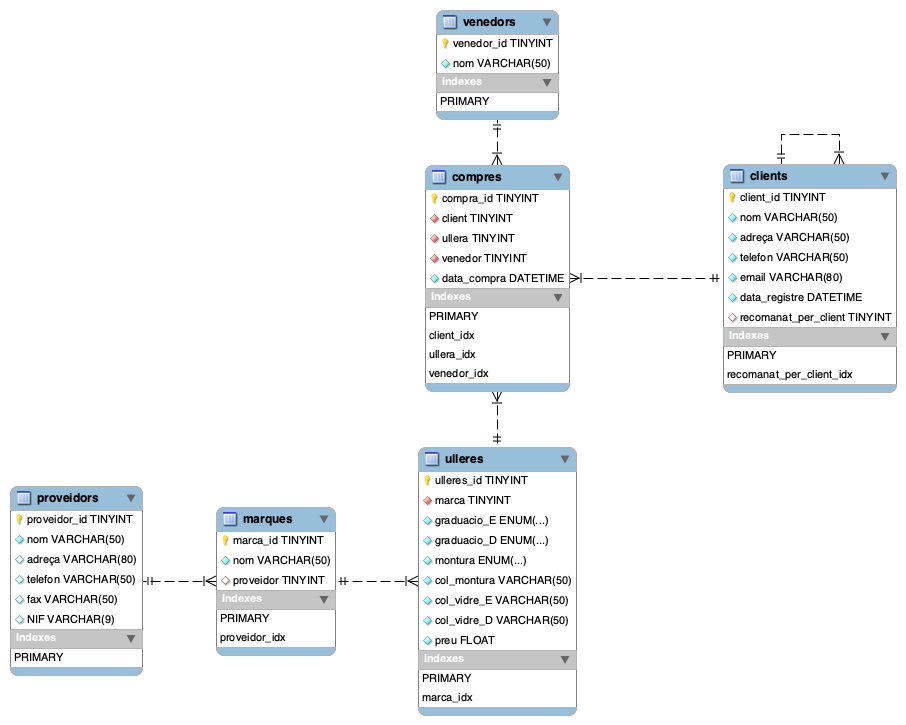 venedors
venedor_id TINYINT
nom VARCHAR(50)
Indexes
PRIMARY
compres
compra_id TINYINT
client TINYINT
ullera TINYINT
venedor TINYINT
data_compra DATETIME
Indexes
PRIMARY
client_idx
ullera_idx
venedor_idx
clients
client_id TINYINT
nom VARCHAR(50)
adreça VARCHAR(50)
telefon VARCHAR(50)
email VARCHAR(80)
data_registre DATETIME
recomanat_per_client TINYINT
Indexes
PRIMARY
recomanat_per_client_idx
proveidors
proveidor_id TINYINT
nom VARCHAR(50)
adreça VARCHAR(80)
telefon VARCHAR(50)
fax VARCHAR(50)
NIF VARCHAR(9)
Indexes
PRIMARY
marques
marca_id TINYINT
nom VARCHAR(50)
proveidor TINYINT
Indexes
PRIMARY
proveidor_idx
ulleres
ulleres_id TINYINT
marca TINYINT
graduacio_E ENUM(...)
graduacio_D ENUM(...)
montura ENUM(...)
col_montura VARCHAR(50)
col_vidre_E VARCHAR(50)
col_vidre_D VARCHAR(50)
preu FLOAT
Indexes
PRIMARY
marca_idx